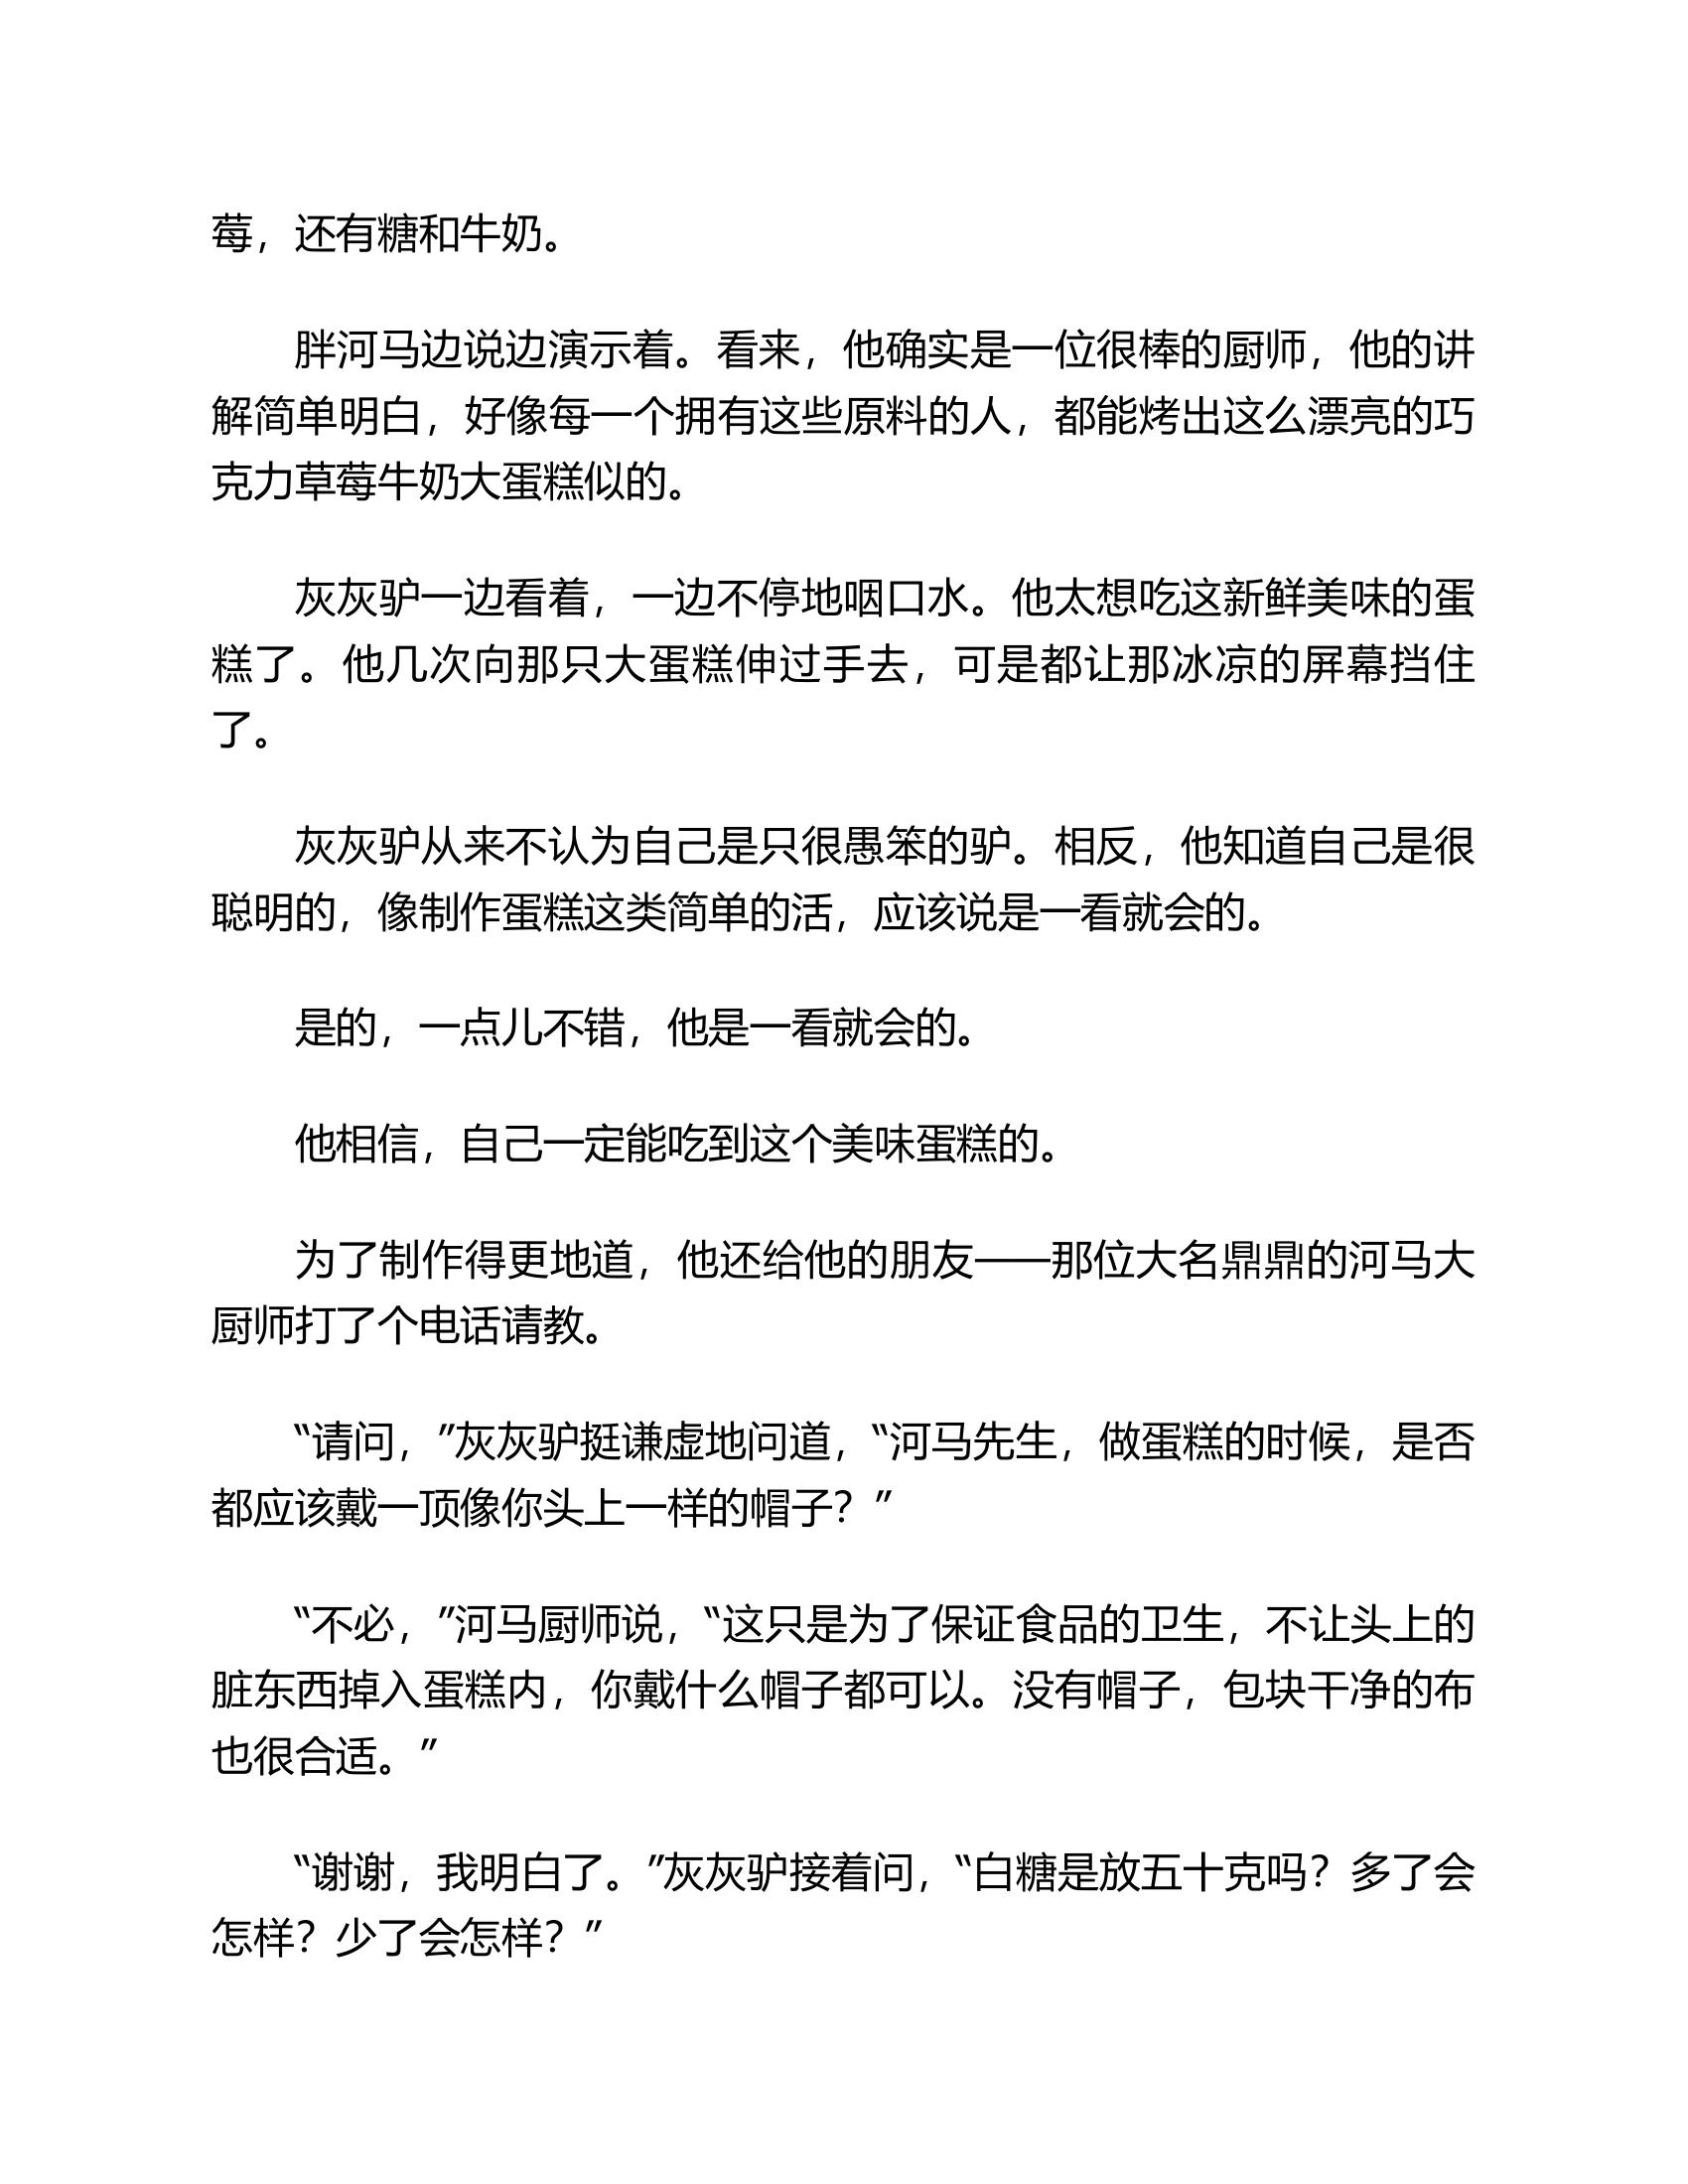 莓，还有糖和牛奶。
胖河马边说边演示着。看来，他确实是一位很棒的厨师，他的讲
解简单明白，好像每一个拥有这些原料的人，都能烤出这么漂亮的巧
克力草莓牛奶大蛋糕似的。
灰灰驴一边看着，一边不停地咽口水。他太想吃这新鲜美味的蛋
糕了。他几次向那只大蛋糕伸过手去，可是都让那冰凉的屏幕挡住
了。
灰灰驴从来不认为自己是只很愚笨的驴。相反，他知道自己是很
聪明的，像制作蛋糕这类简单的活，应该说是一看就会的。
是的，一点儿不错，他是一看就会的。
他相信，自己一定能吃到这个美味蛋糕的。
为了制作得更地道，他还给他的朋友——那位大名鼎鼎的河马大
厨师打了个电话请教。
“请问，”灰灰驴挺谦虚地问道，“河马先生，做蛋糕的时候，是否
都应该戴一顶像你头上一样的帽子？”
“不必，”河马厨师说，“这只是为了保证食品的卫生，不让头上的
脏东西掉入蛋糕内，你戴什么帽子都可以。没有帽子，包块干净的布
也很合适。”
“谢谢，我明白了。”灰灰驴接着问，“白糖是放五十克吗？多了会
怎样？少了会怎样？”